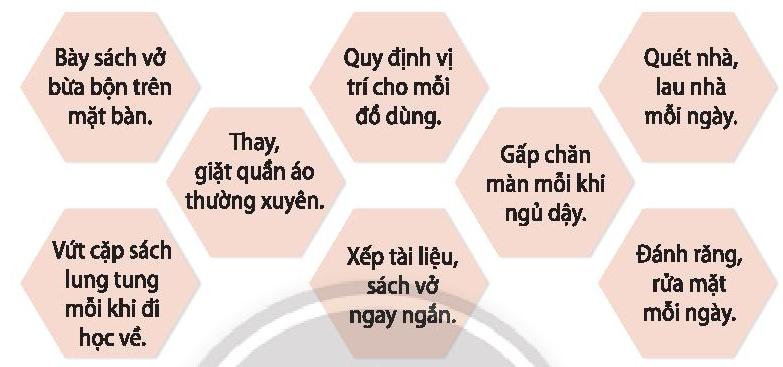 Bày sách vở
bừa bộn trên
mặt bàn.
Quy định vị
trí cho mỗi
đồ dùng.
Quét nhà,
lau nhà
mỗi ngày.
Thay,
giặt quần áo
thường xuyên.
Gấp chăn
màn mỗi khi
ngủ dậy.
Vứt cặp sách
lung tung
mỗi khi đi
học về.
Xếp tài liệu,
sách vở
ngay ngắn.
Đánh răng,
rửa mặt
mỗi ngày.